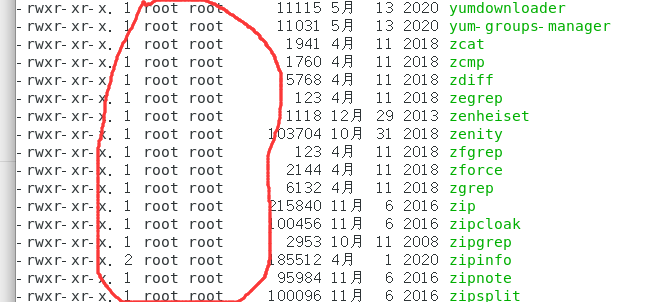 -rwxr-xr-x. 1 root root 11115 5月 13 2020 yumdownloader
-rwxr-xr-x. 1 root root 11031 5月 13 2020 yum-groups-manager
-rwxr-xr-x. 1 root root 1941 4月 11 2018 zcat
-rwxr-xr-x. 1 root root 1760 4月 11 2018 zcmp
-rwxr-xr-x. 1 root root 5768 4月 11 2018 zdiff
-rwxr-xr-x. 1 root root 123 4月 11 2018 zegrep
-rwxr-xr-x. 1 root root 1118 12月 29 2013 zenheiset
-rwxr-xr-x. 1 root root 103704 10月 31 2018 zenity
-rwxr-xr-x. 1 root root 123 4月 11 2018 zfgrep
-rwxr-xr-x. 1 root root 2144 4月 11 2018 zforce
-rwxr-xr-x. 1 root root 6132 4月 11 2018 zgrep
-rwxr-xr-x. 1 root root 215840 11月 6 2016 zip
-rwxr-xr-x. 1 root root 100456 11月 6 2016 zipcloak
-rwxr-xr-x. 1 root root 2953 10月 11 2008 zipgrep
-rwxr-xr-x. 2 root root 185512 4月 1 2020 zipinfo
-rwxr-xr-x. 1 root root 95984 11月 6 2016 zipnote
-rwxr-xr-x. 1 root root 100096 11月 6 2016 zipsplit